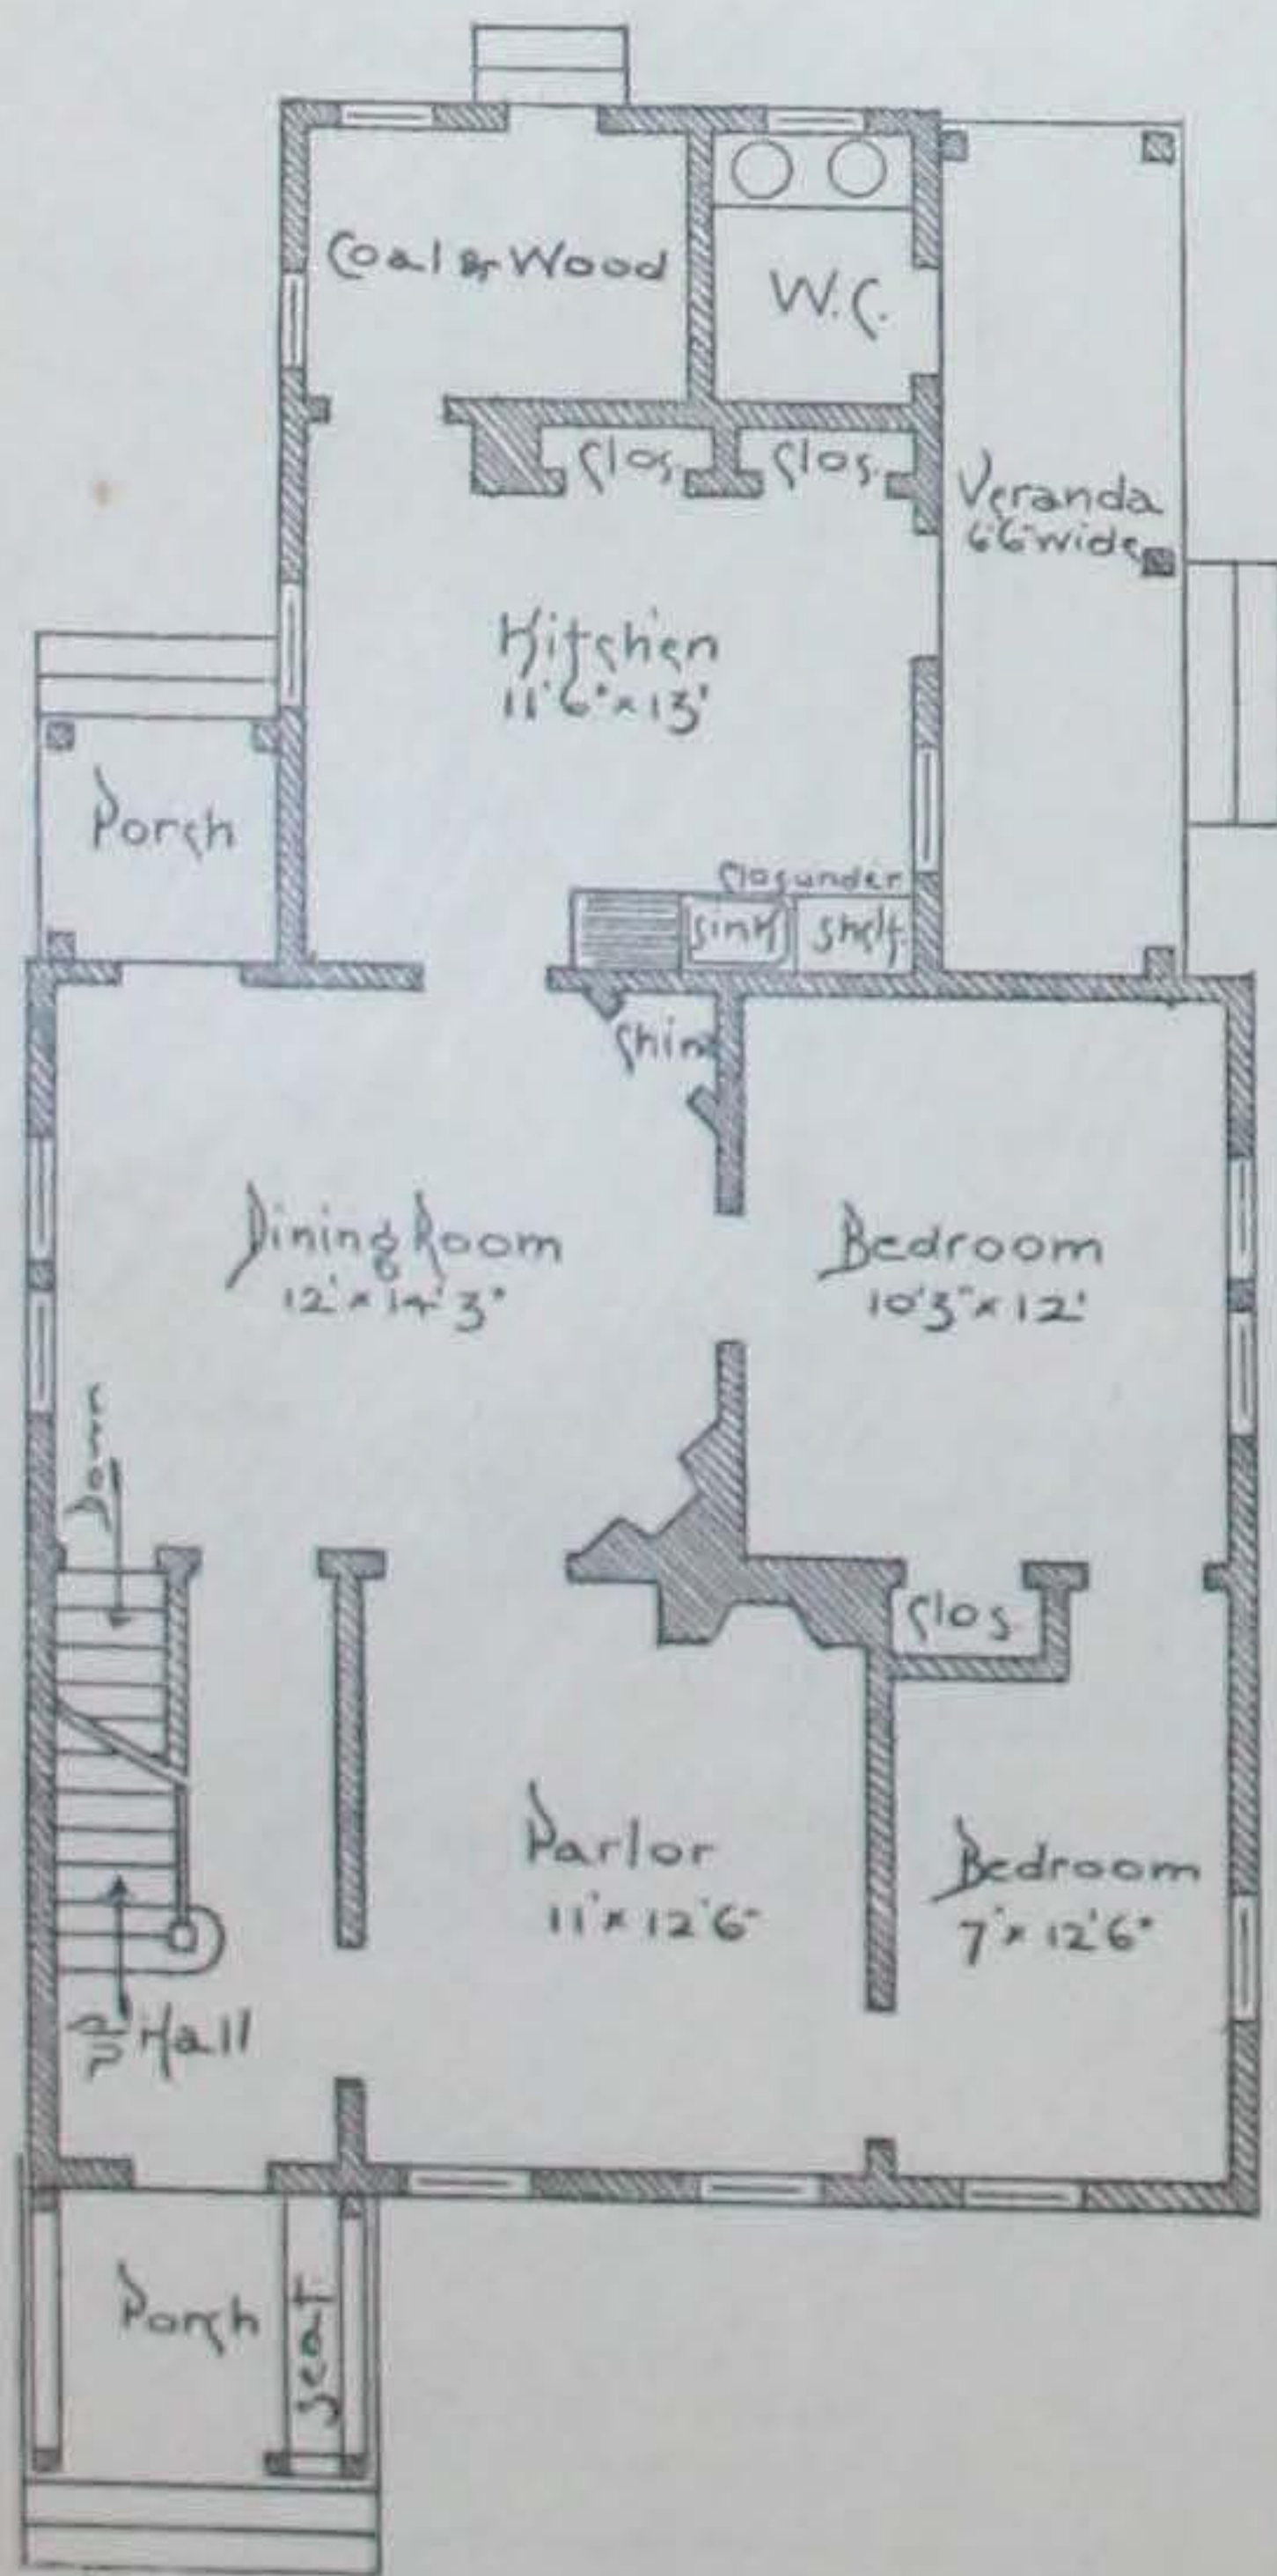 Coal & Wood
W.C.
Clos.
Clos.
Veranda
6'6" wide
Kitchen
11'6" x 13'
Porch
Clos under
Sink
Shelf
China
Dining Room
12' x 14'3"
Bedroom
10'3" x 12'
Down
Clos
Parlor
11' x 12'6"
Bedroom
7' x 12'6"
Up
Hall
Porch
Seat